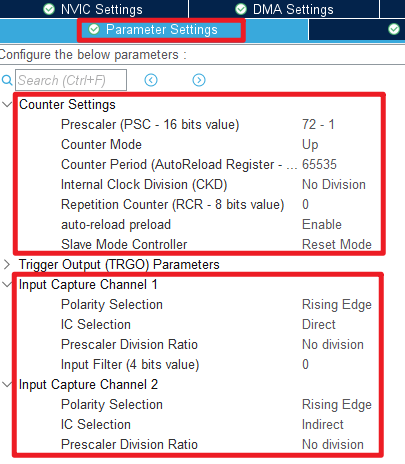 NVIC Settings DMA Settings
Parameter Settings
Configure the below parameters :
Search (Ctrl+F)
Counter Settings
Prescaler (PSC - 16 bits value) 72 - 1
Counter Mode Up
Counter Period (AutoReload Register - ... 65535
Internal Clock Division (CKD) No Division
Repetition Counter (RCR - 8 bits value) 0
auto-reload preload Enable
Slave Mode Controller Reset Mode
Trigger Output (TRGO) Parameters
Input Capture Channel 1
Polarity Selection Rising Edge
IC Selection Direct
Prescaler Division Ratio No division
Input Filter (4 bits value) 0
Input Capture Channel 2
Polarity Selection Rising Edge
IC Selection Indirect
Prescaler Division Ratio No division